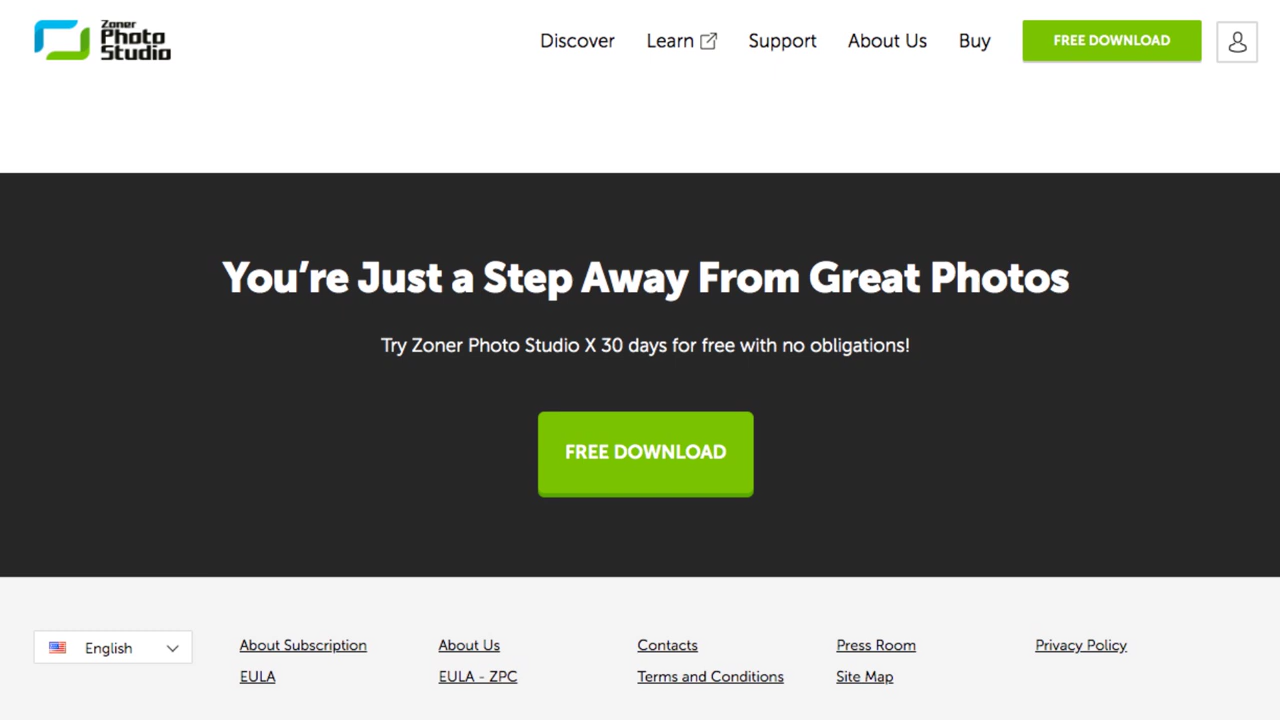 Zoner
Photo
Studio
Discover Learn Support About Us Buy FREE DOWNLOAD
You’re Just a Step Away From Great Photos
Try Zoner Photo Studio X 30 days for free with no obligations!
FREE DOWNLOAD
English About Subscription About Us Contacts Press Room Privacy Policy
EULA EULA - ZPC Terms and Conditions Site Map